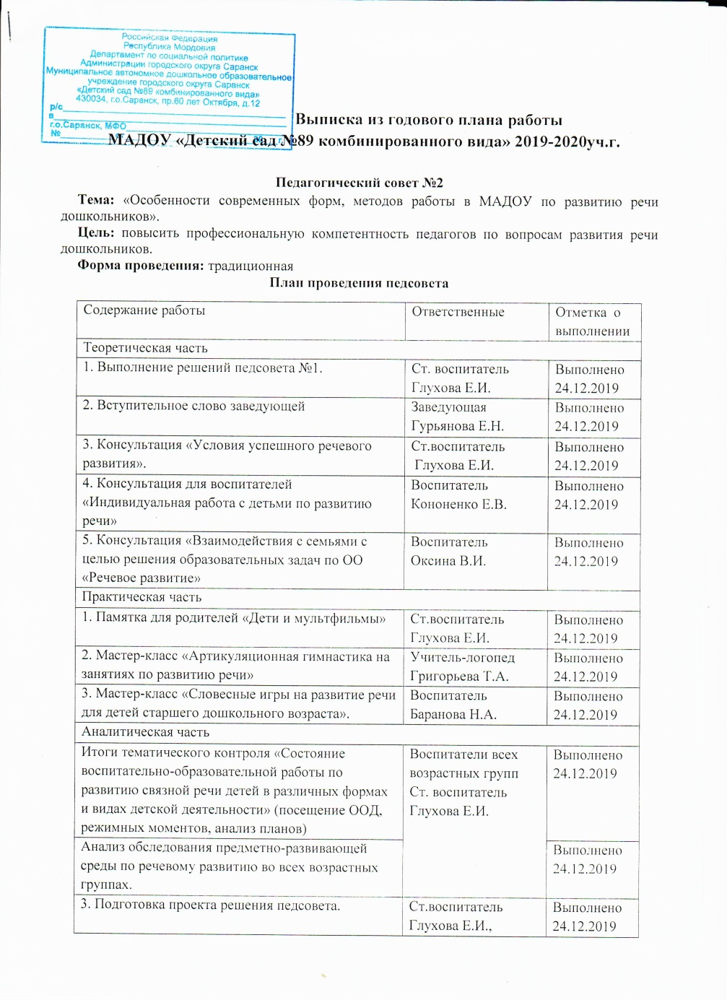 Российская Федерация
Республика Мордовия
Департамент по социальной политике
Администрации городского округа Саранск
Муниципальное автономное дошкольное образовательное
учреждение городского округа Саранск
«Детский сад №89 комбинированного вида»
430034, г.о.Саранск, пр.60 лет Октября, д.12
р/с
в
г.о.Саранск, МФО
№
Выписка из годового плана работы
МАДОУ «Детский сад №89 комбинированного вида» 2019-2020уч.г.
Педагогический совет №2
Тема: «Особенности современных форм, методов работы в МАДОУ по развитию речи
дошкольников».
Цель: повысить профессиональную компетентность педагогов по вопросам развития речи
дошкольников.
Форма проведения: традиционная
План проведения педсовета
Содержание работы
Ответственные
Отметка о
выполнении
Теоретическая часть
1. Выполнение решений педсовета №1.
Ст. воспитатель
Глухова Е.И.
Выполнено
24.12.2019
2. Вступительное слово заведующей
Заведующая
Гурьянова Е.Н.
Выполнено
24.12.2019
3. Консультация «Условия успешного речевого
развития».
Ст.воспитатель
Глухова Е.И.
Выполнено
24.12.2019
4. Консультация для воспитателей
«Индивидуальная работа с детьми по развитию
речи»
Воспитатель
Кононенко Е.В.
Выполнено
24.12.2019
5. Консультация «Взаимодействия с семьями с
целью решения образовательных задач по ОО
«Речевое развитие»
Воспитатель
Оксина В.И.
Выполнено
24.12.2019
Практическая часть
1. Памятка для родителей «Дети и мультфильмы»
Ст.воспитатель
Глухова Е.И.
Выполнено
24.12.2019
2. Мастер-класс «Артикуляционная гимнастика на
занятиях по развитию речи»
Учитель-логопед
Григорьева Т.А.
Выполнено
24.12.2019
3. Мастер-класс «Словесные игры на развитие речи
для детей старшего дошкольного возраста».
Воспитатель
Баранова Н.А.
Выполнено
24.12.2019
Аналитическая часть
Итоги тематического контроля «Состояние
воспитательно-образовательной работы по
развитию связной речи детей в различных формах
и видах детской деятельности» (посещение ООД,
режимных моментов, анализ планов)
Воспитатели всех
возрастных групп
Ст. воспитатель
Глухова Е.И.
Выполнено
24.12.2019
Анализ обследования предметно-развивающей
среды по речевому развитию во всех возрастных
группах.
Выполнено
24.12.2019
3. Подготовка проекта решения педсовета.
Ст.воспитатель
Глухова Е.И.,
Выполнено
24.12.2019